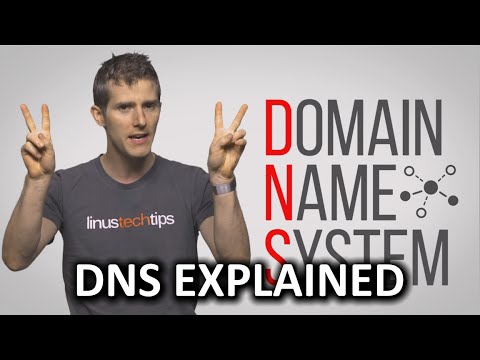 linustechtips
DOMAIN
NAME
SYSTEM
DNS EXPLAINED